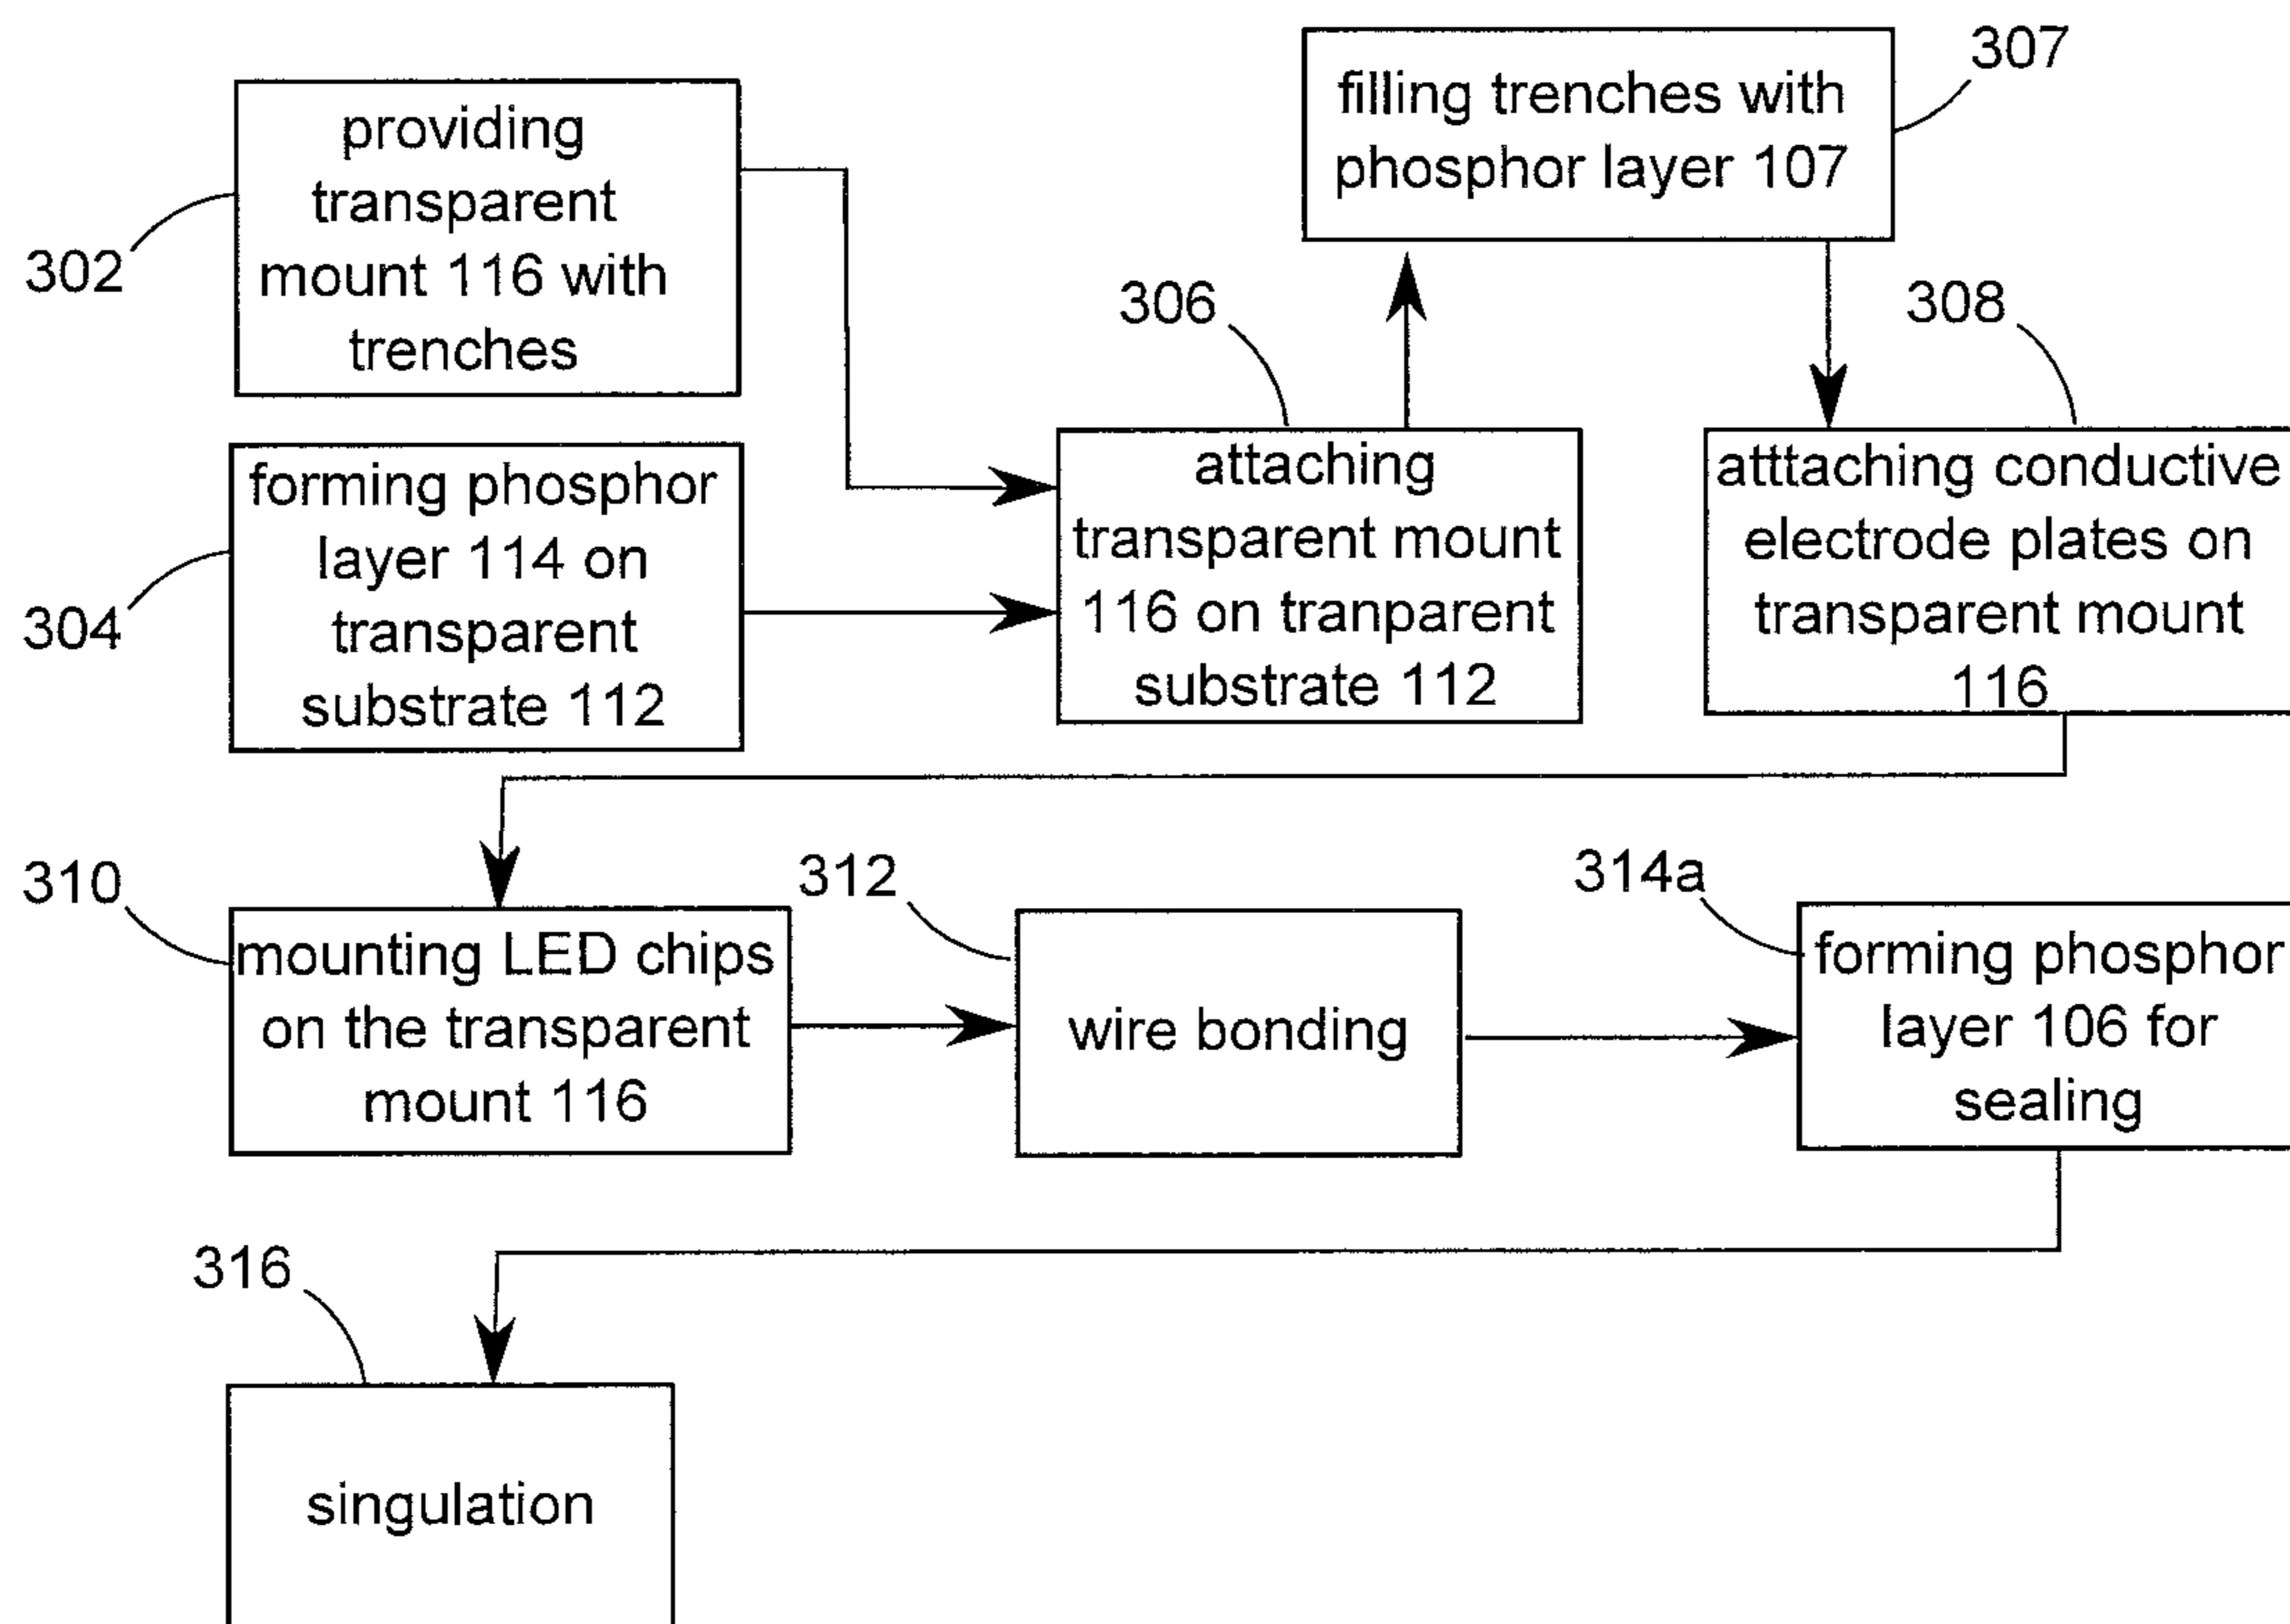 302
providing
transparent
mount 116 with
trenches
304
forming phosphor
layer 114 on
transparent
substrate 112
306
attaching
transparent mount
116 on tranparent
substrate 112
307
filling trenches with
phosphor layer 107
308
atttaching conductive
electrode plates on
transparent mount
116
310
mounting LED chips
on the transparent
mount 116
312
wire bonding
314a
forming phosphor
layer 106 for
sealing
316
singulation